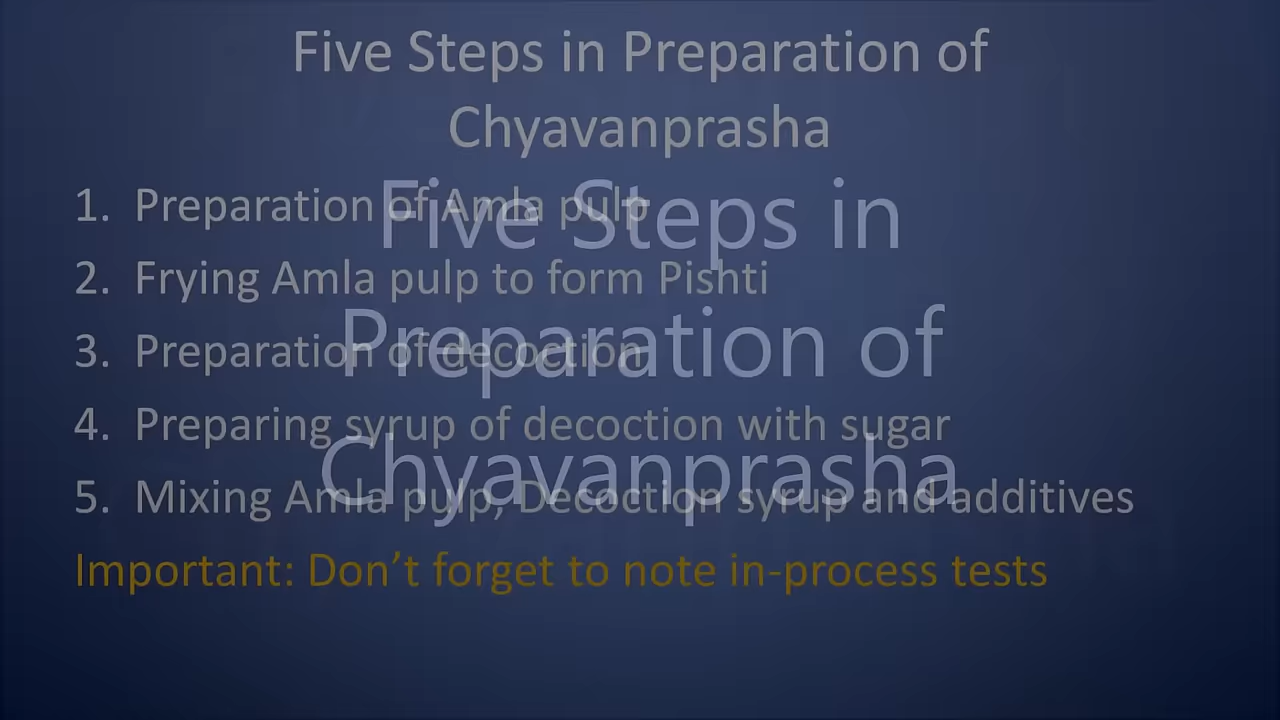 Five Steps in Preparation of
Chyavanprasha
1. Preparation of Amla pulp
2. Frying Amla pulp to form Pishti
3. Preparation of decoction
4. Preparing syrup of decoction with sugar
5. Mixing Amla pulp, Decoction syrup and additives
Important: Don’t forget to note in-process tests
Five Steps in
Preparation of
Chyavanprasha